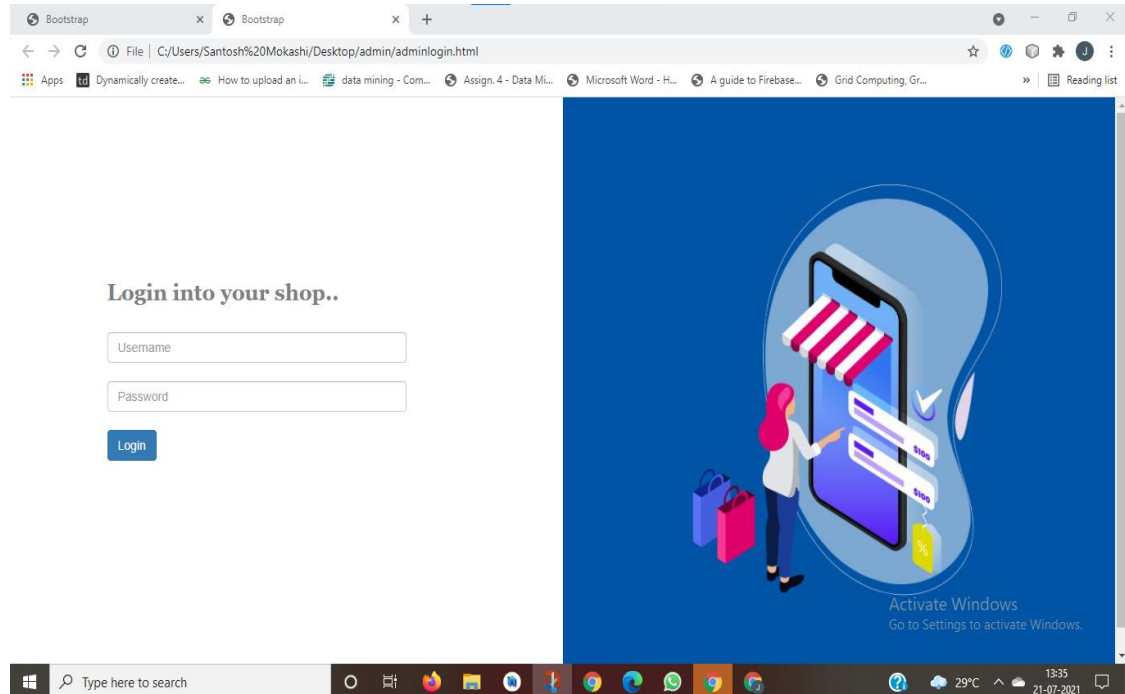 Bootstrap
Bootstrap
File | C:/Users/Santosh%20Mokashi/Desktop/admin/adminlogin.html
Apps td Dynamically create... How to upload an i... data mining - Com... Assign. 4 - Data Mi... Microsoft Word - H... A guide to Firebase... Grid Computing, Gr... » Reading list
J
Login into your shop..
Username
Password
Login
$100
$100
%
Activate Windows
Go to Settings to activate Windows.
Type here to search
29°C
13:35
21-07-2021